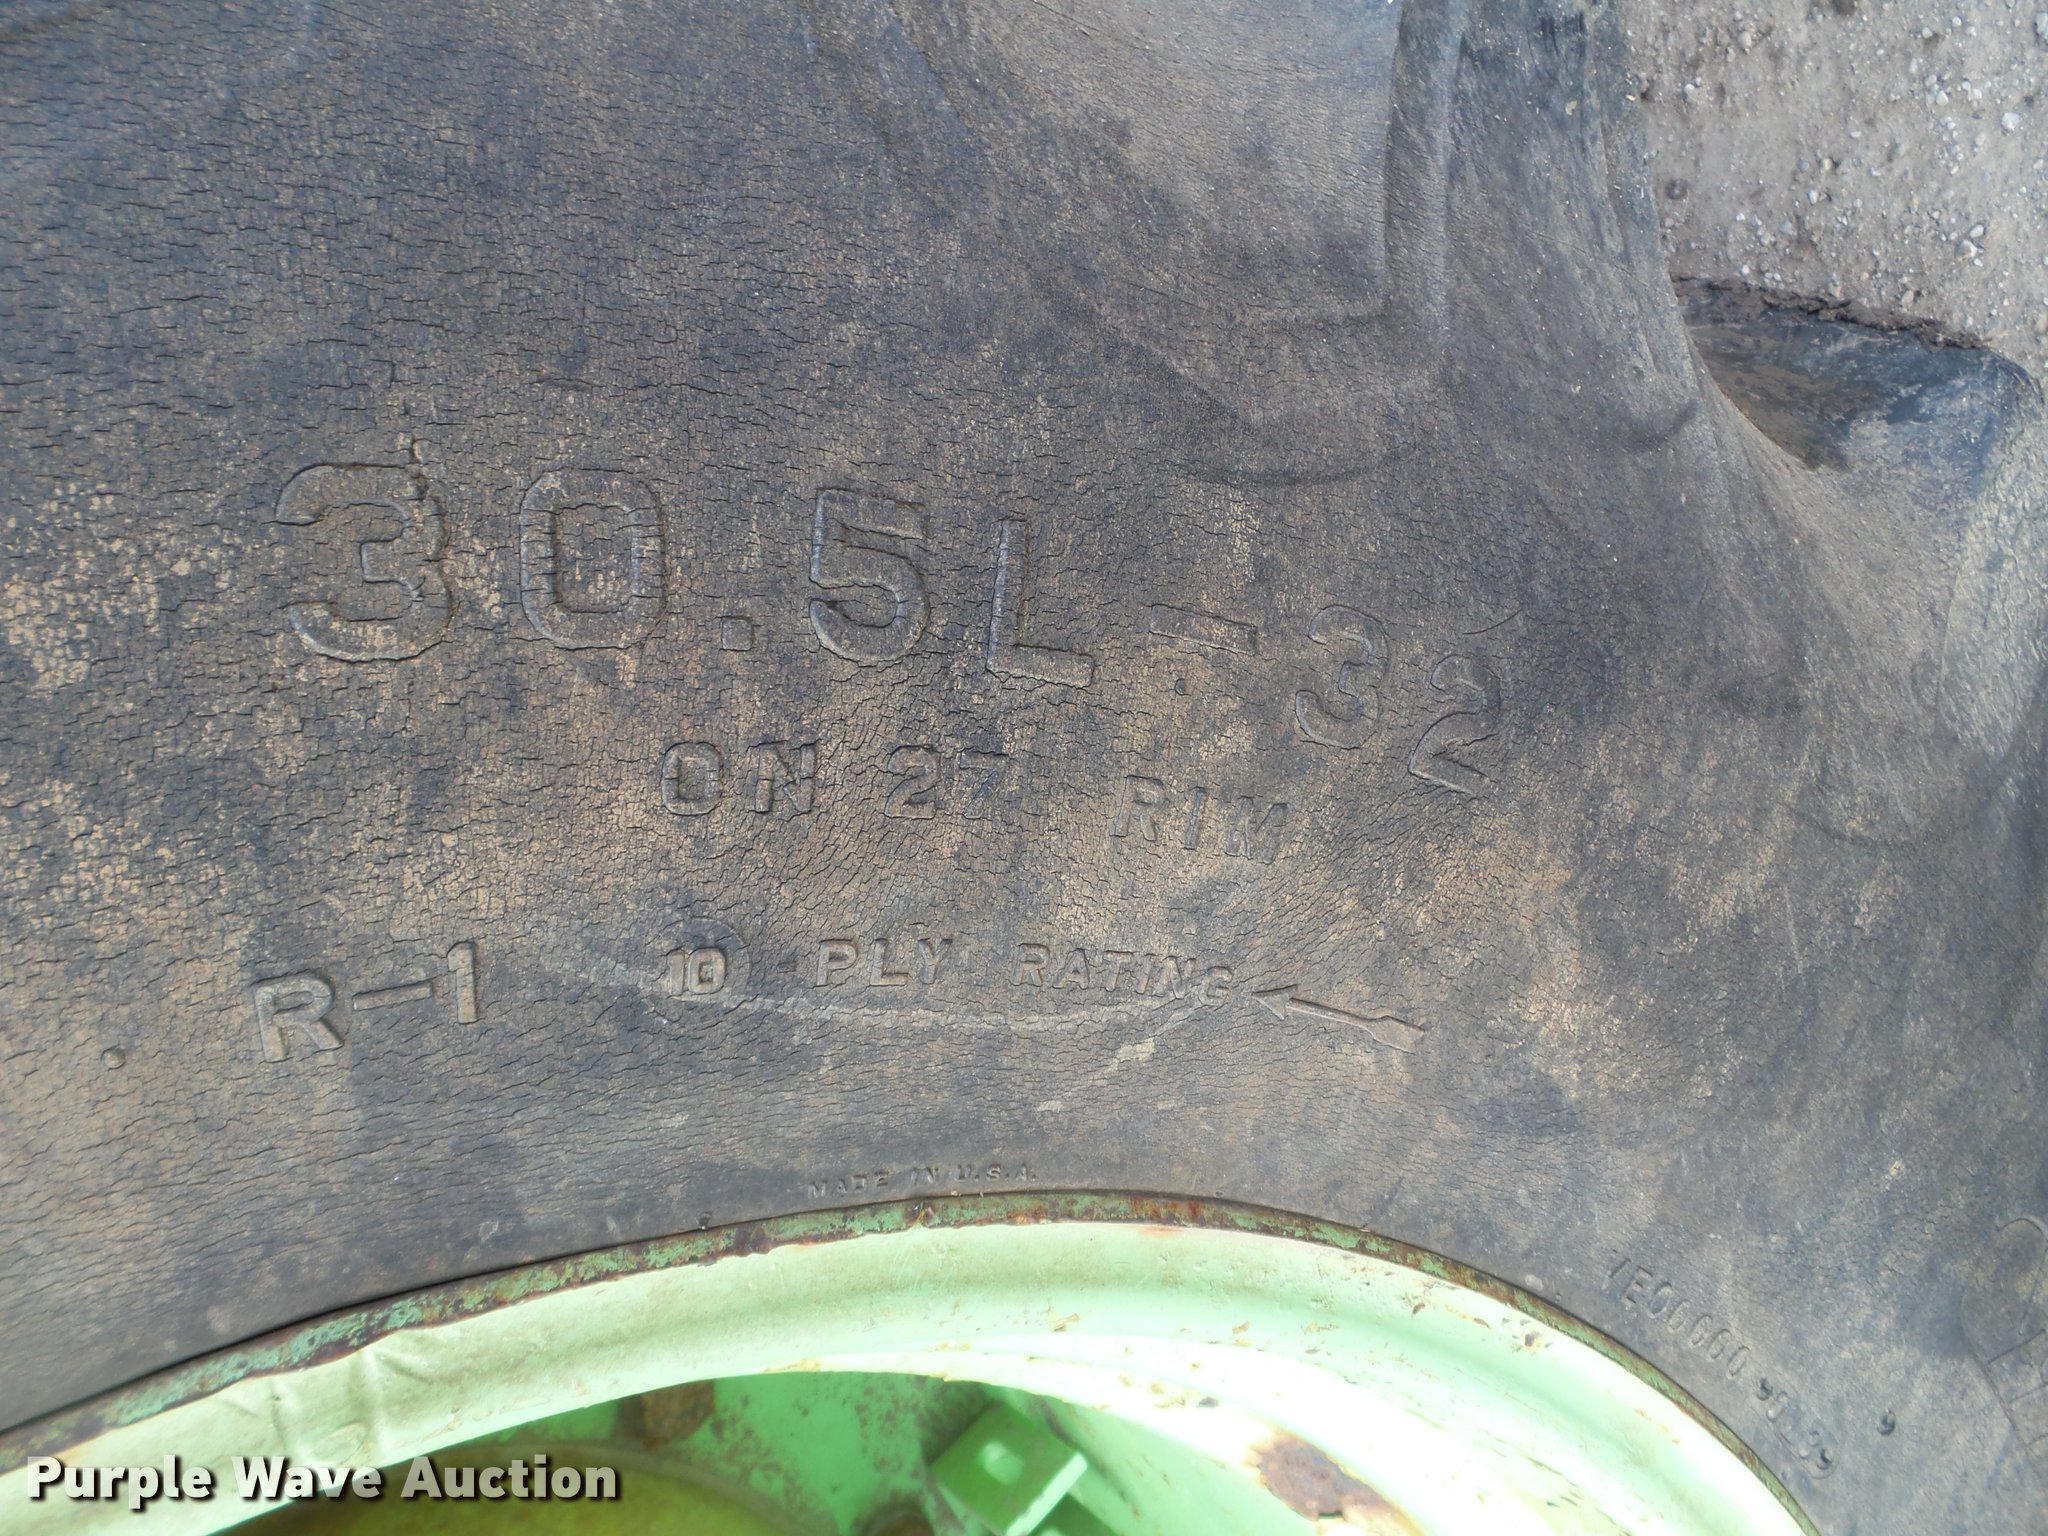 30.5L-32
ON 27 RIM
R-1 10 PLY RATING
MADE IN U.S.A.
Purple Wave Auction